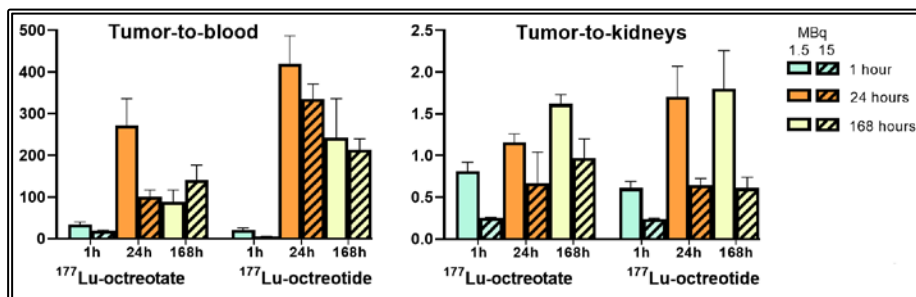 Tumor-to-blood
500
400
300
200
100
0
1h 24h 168h 1h 24h 168h
¹⁷⁷Lu-octreotate ¹⁷⁷Lu-octreotide
Tumor-to-kidneys
2.5
2.0
1.5
1.0
0.5
0.0
1h 24h 168h 1h 24h 168h
¹⁷⁷Lu-octreotate ¹⁷⁷Lu-octreotide
MBq
1.5 15
1 hour
24 hours
168 hours